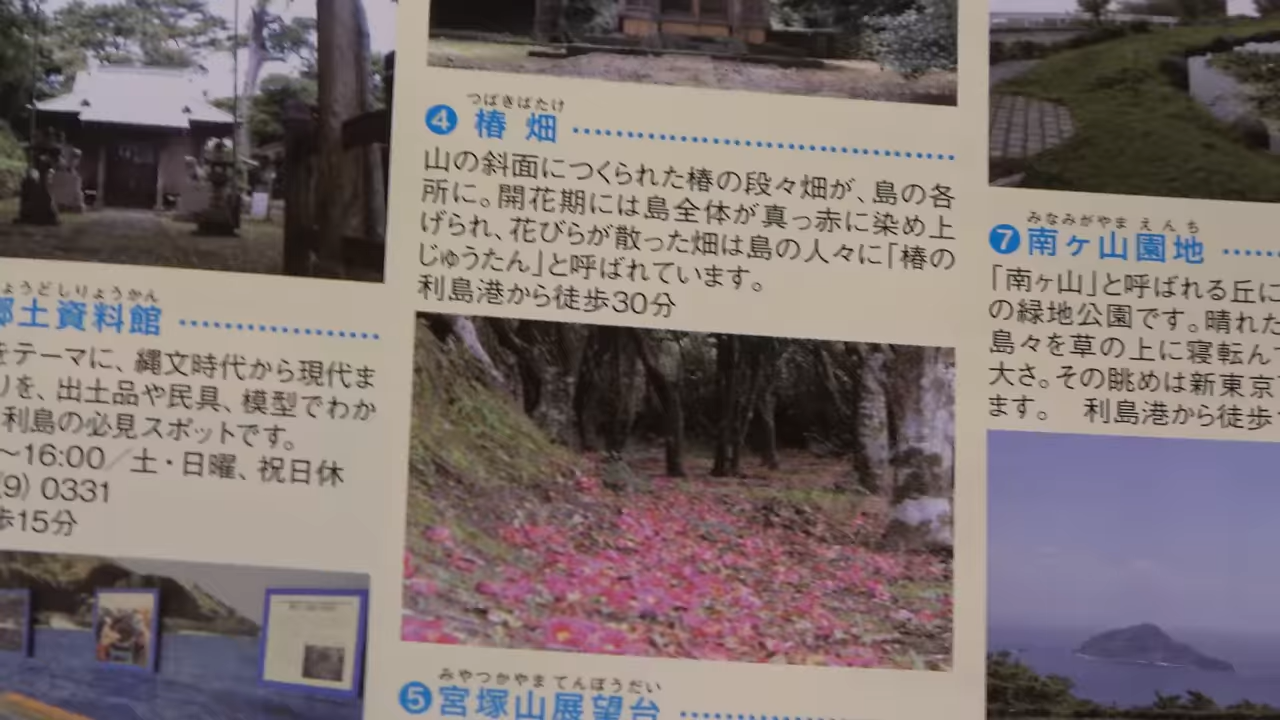 ょうどしりょうかん
郷土資料館
をテーマに、縄文時代から現代ま
りを、出土品や民具、模型でわか
利島の必見スポットです。
〜16:00/土・日曜、祝日休
(9) 0331
歩15分
つばきばたけ
4 椿畑
山の斜面につくられた椿の段々畑が、島の各
所に。開花期には島全体が真っ赤に染め上
げられ、花びらが散った畑は島の人々に「椿の
じゅうたん」と呼ばれています。
利島港から徒歩30分
みやつかやま てんぼうだい
5 宮塚山展望台
みなみがやま えんち
7 南ヶ山園地
「南ヶ山」と呼ばれる丘に
の緑地公園です。晴れた
島々を草の上に寝転ん
大さ。その眺めは新東京
ます。 利島港から徒歩